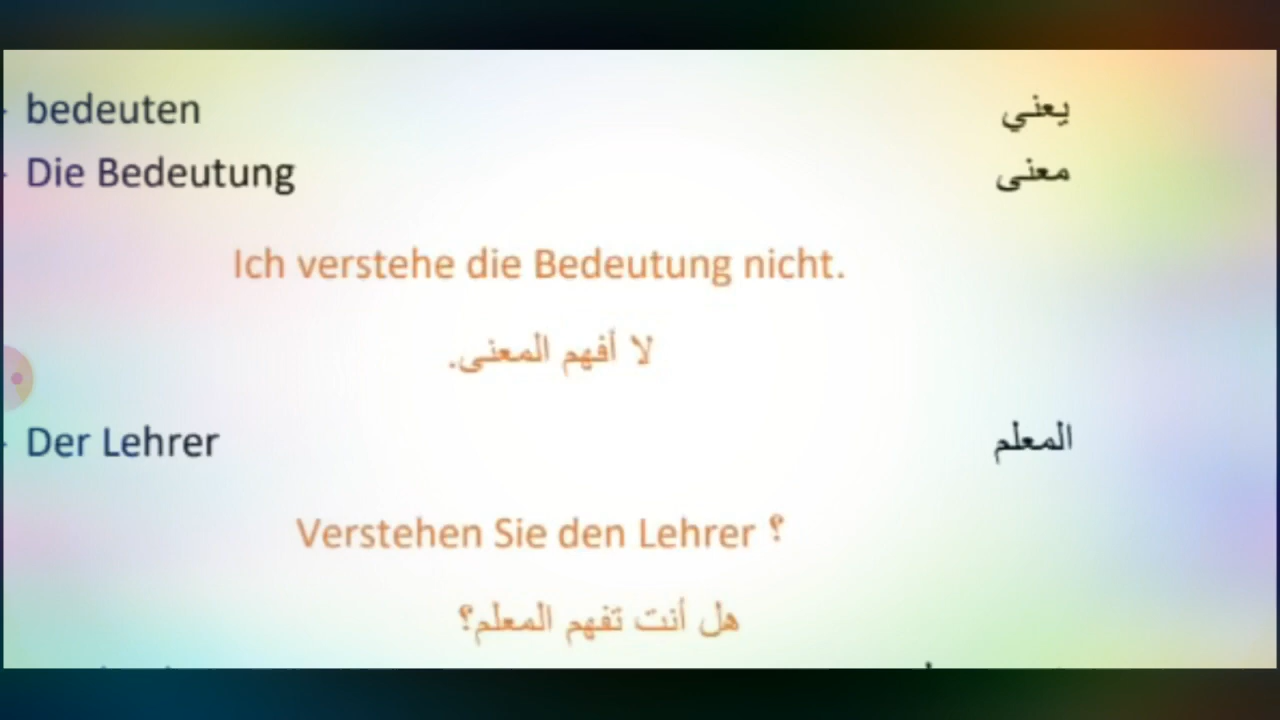 bedeuten يعني
Die Bedeutung معنى
Ich verstehe die Bedeutung nicht.
لا أفهم المعنى.
Der Lehrer المعلم
Verstehen Sie den Lehrer ؟
هل أنت تفهم المعلم؟